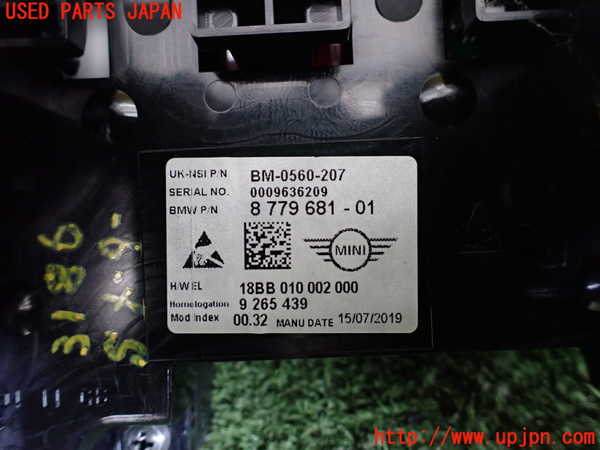 USED PARTS JAPAN
UK-NSI P/N BM-0560-207
SERIAL NO. 0009636209
BMW P/N 8 779 681 - 01
MINI
H/W EL 18BB 010 002 000
Homologation 9 265 439
Mod Index 00.32 MANU DATE 15/07/2019
3186
http://www.upjpn.com